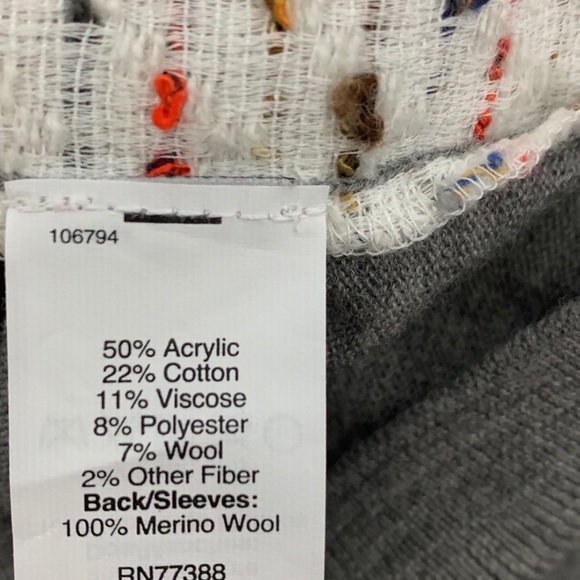 106794
50% Acrylic
22% Cotton
11% Viscose
8% Polyester
7% Wool
2% Other Fiber
Back/Sleeves:
100% Merino Wool
RN77388